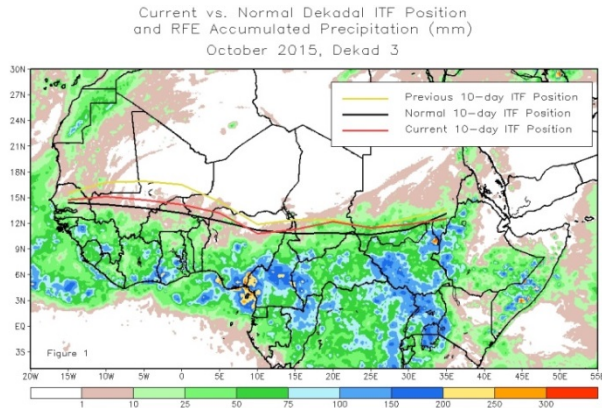 Current vs. Normal Dekadal ITF Position
and RFE Accumulated Precipitation (mm)
October 2015, Dekad 3
30N
27N
24N
21N
18N
15N
12N
9N
6N
3N
EQ
3S
Previous 10-day ITF Position
Normal 10-day ITF Position
Current 10-day ITF Position
Figure 1
20W 15W 10W 5W 0 5E 10E 15E 20E 25E 30E 35E 40E 45E 50E 55E
1 10 25 50 75 100 150 200 250 300